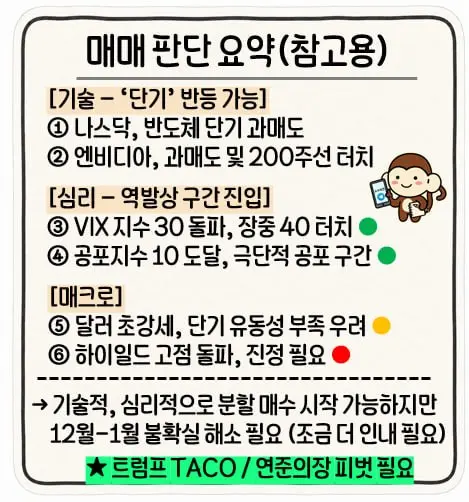 매매 판단 요약(참고용)
[기술 – ‘단기’ 반등 가능]
① 나스닥, 반도체 단기 과매도
② 엔비디아, 과매도 및 200주선 터치
[심리 – 역발상 구간 진입]
③ VIX 지수 30 돌파, 장중 40 터치
④ 공포지수 10 도달, 극단적 공포 구간
[매크로]
⑤ 달러 초강세, 단기 유동성 부족 우려
⑥ 하이일드 고점 돌파, 진정 필요
→ 기술적, 심리적으로 분할 매수 시작 가능하지만
12월-1월 불확실 해소 필요 (조금 더 인내 필요)
★ 트럼프 TACO / 연준의장 피벗 필요